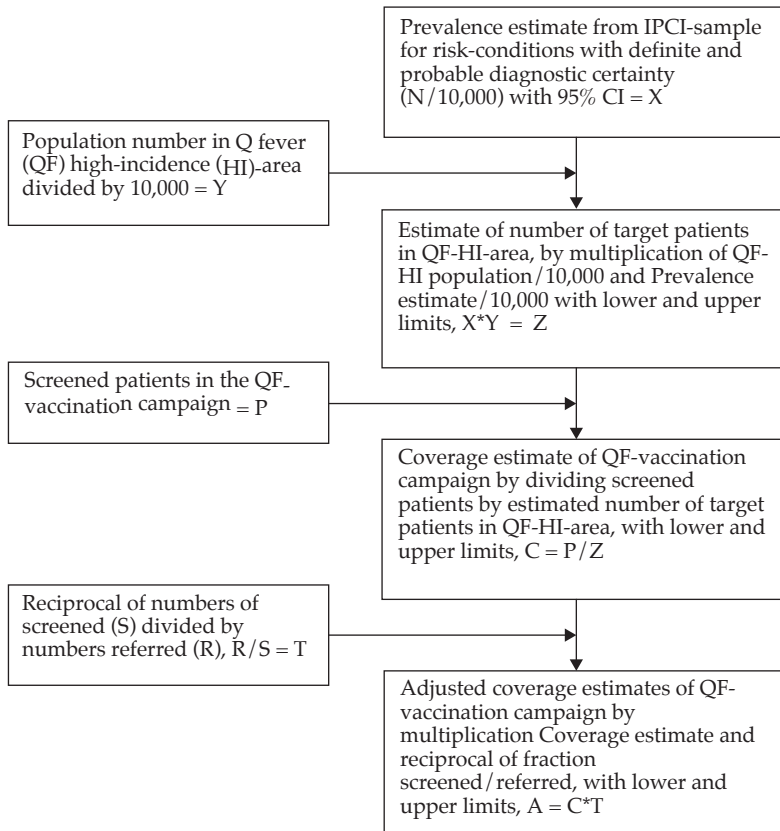 Prevalence estimate from IPCI-sample
for risk-conditions with definite and
probable diagnostic certainty
(N/10,000) with 95% CI = X
Population number in Q fever
(QF) high-incidence (HI)-area
divided by 10,000 = Y
Estimate of number of target patients
in QF-HI-area, by multiplication of QF-
HI population/10,000 and Prevalence
estimate/10,000 with lower and upper
limits, X*Y = Z
Screened patients in the QF-
vaccination campaign = P
Coverage estimate of QF-vaccination
campaign by dividing screened
patients by estimated number of target
patients in QF-HI-area, with lower and
upper limits, C = P/Z
Reciprocal of numbers of
screened (S) divided by
numbers referred (R), R/S = T
Adjusted coverage estimates of QF-
vaccination campaign by
multiplication Coverage estimate and
reciprocal of fraction
screened/referred, with lower and
upper limits, A = C*T